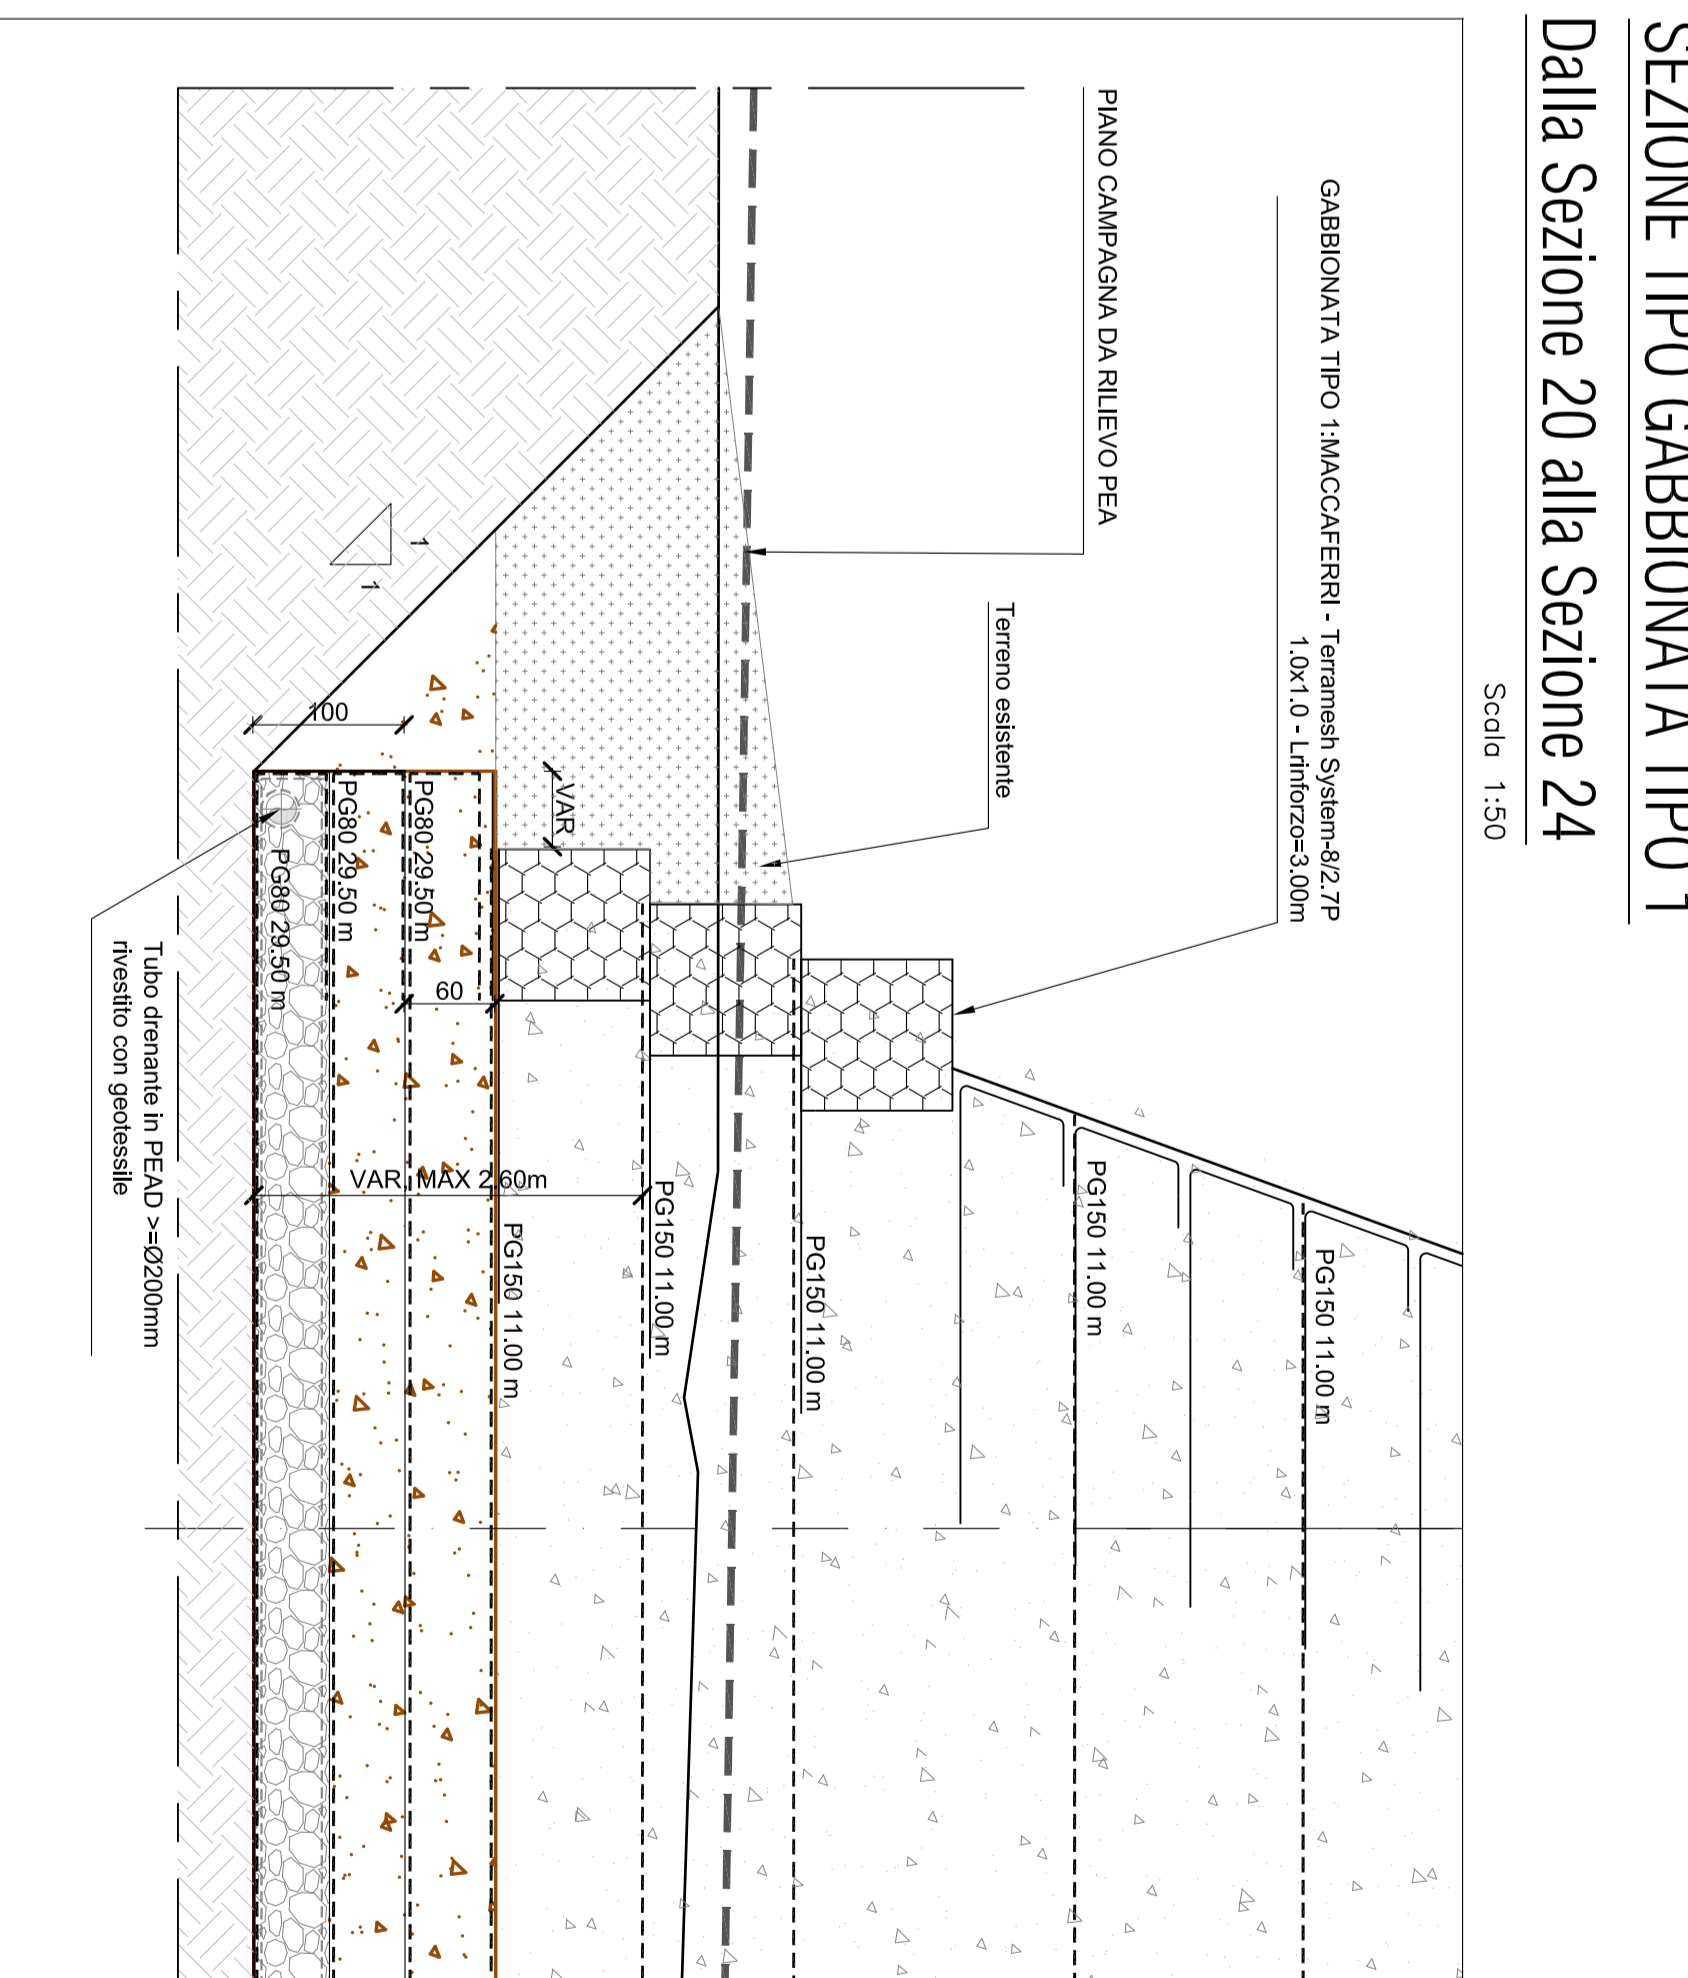 SEZIONE TIPO GABBIONATA TIPO 1
Dalla Sezione 20 alla Sezione 24
Scala 1:50
GABBIONATA TIPO 1:MACCAFERRI - Terramesh System-8/2.7P
1.0x1.0 - Lrinforzo=3.00m
PIANO CAMPAGNA DA RILIEVO PEA
Terreno esistente
PG150 11.00 m
PG150 11.00 m
PG150 11.00 m
PG150 11.00 m
PG150 11.00 m
VAR
1
1
100
60
VAR. MAX 2.60m
PG80 29.50 m
PG80 29.50 m
PG80 29.50 m
Tubo drenante in PEAD >=Ø200mm
rivestito con geotessile